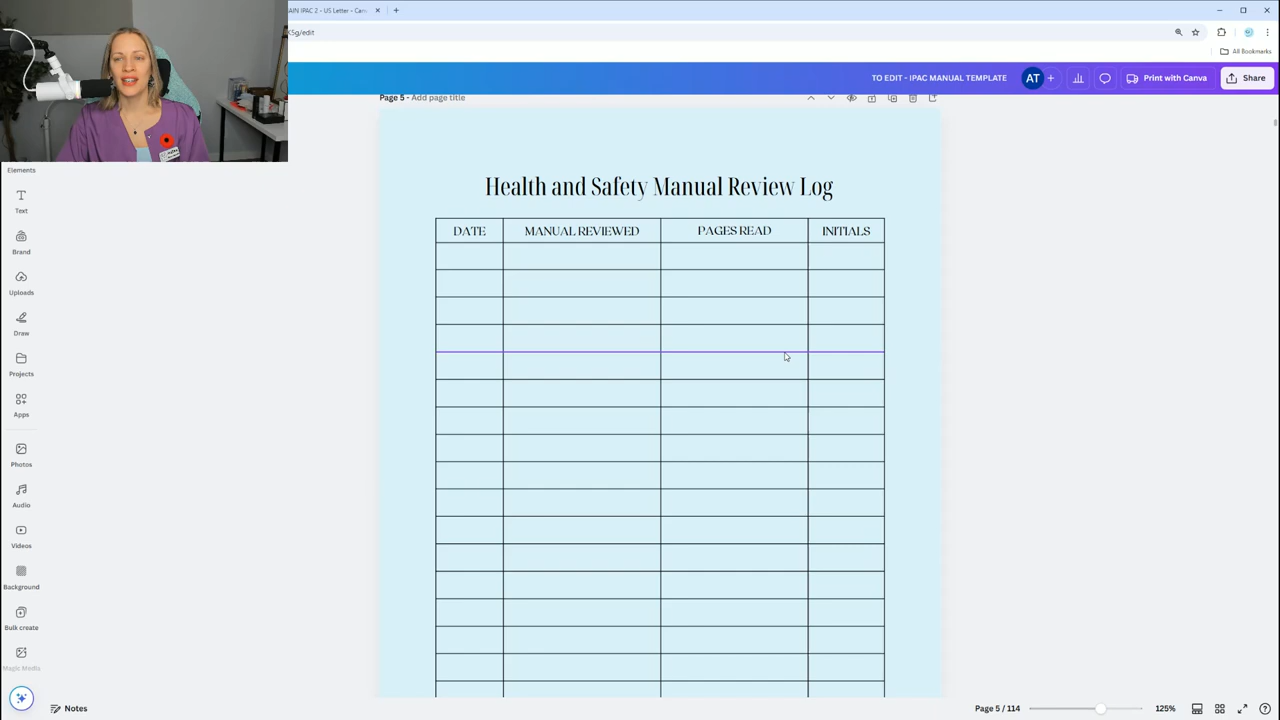 AIN IPAC 2 - US Letter - Can
K5g/edit
All Bookmarks
TO EDIT - IPAC MANUAL TEMPLATE
AT
Print with Canva
Share
Page 5 - Add page title
Elements
Text
Brand
Uploads
Draw
Projects
Apps
Photos
Audio
Videos
Background
Bulk create
Magic Media
Health and Safety Manual Review Log
DATE MANUAL REVIEWED PAGES READ INITIALS
Notes
Page 5 / 114
125%